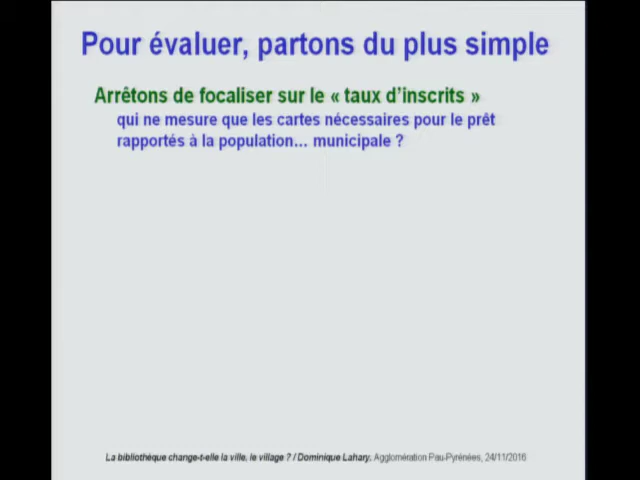 Pour évaluer, partons du plus simple
Arrêtons de focaliser sur le « taux d'inscrits »
qui ne mesure que les cartes nécessaires pour le prêt
rapportés à la population… municipale ?
La bibliothèque change-t-elle la ville, le village ? / Dominique Lahary, Agglomération Pau-Pyrénées, 24/11/2016